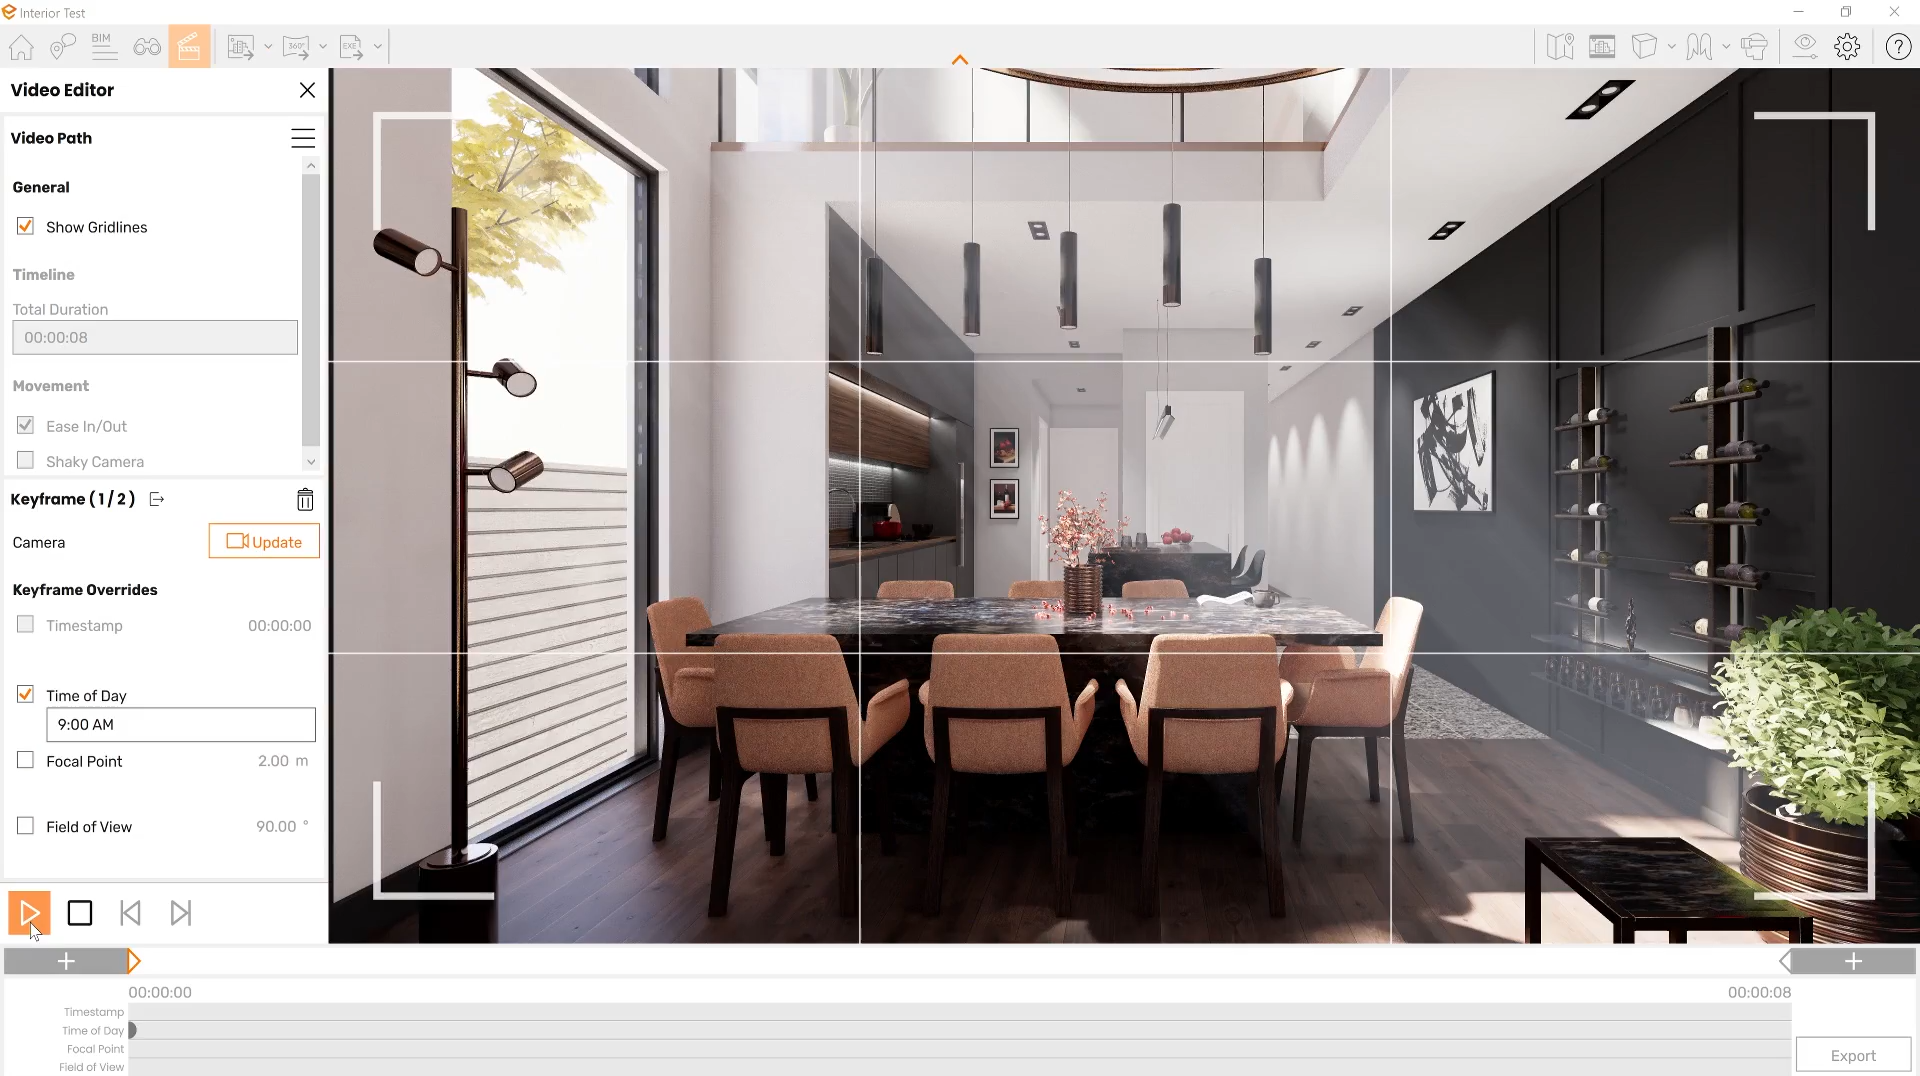 Interior Test
BIM
360°
EXE
Video Editor
Video Path
General
Show Gridlines
Timeline
Total Duration
00:00:08
Movement
Ease In/Out
Shaky Camera
Keyframe (1/2)
Camera
Update
Keyframe Overrides
Timestamp 00:00:00
Time of Day
9:00 AM
Focal Point 2.00 m
Field of View 90.00 °
00:00:00 00:00:08
Timestamp
Time of Day
Focal Point
Field of View
Export